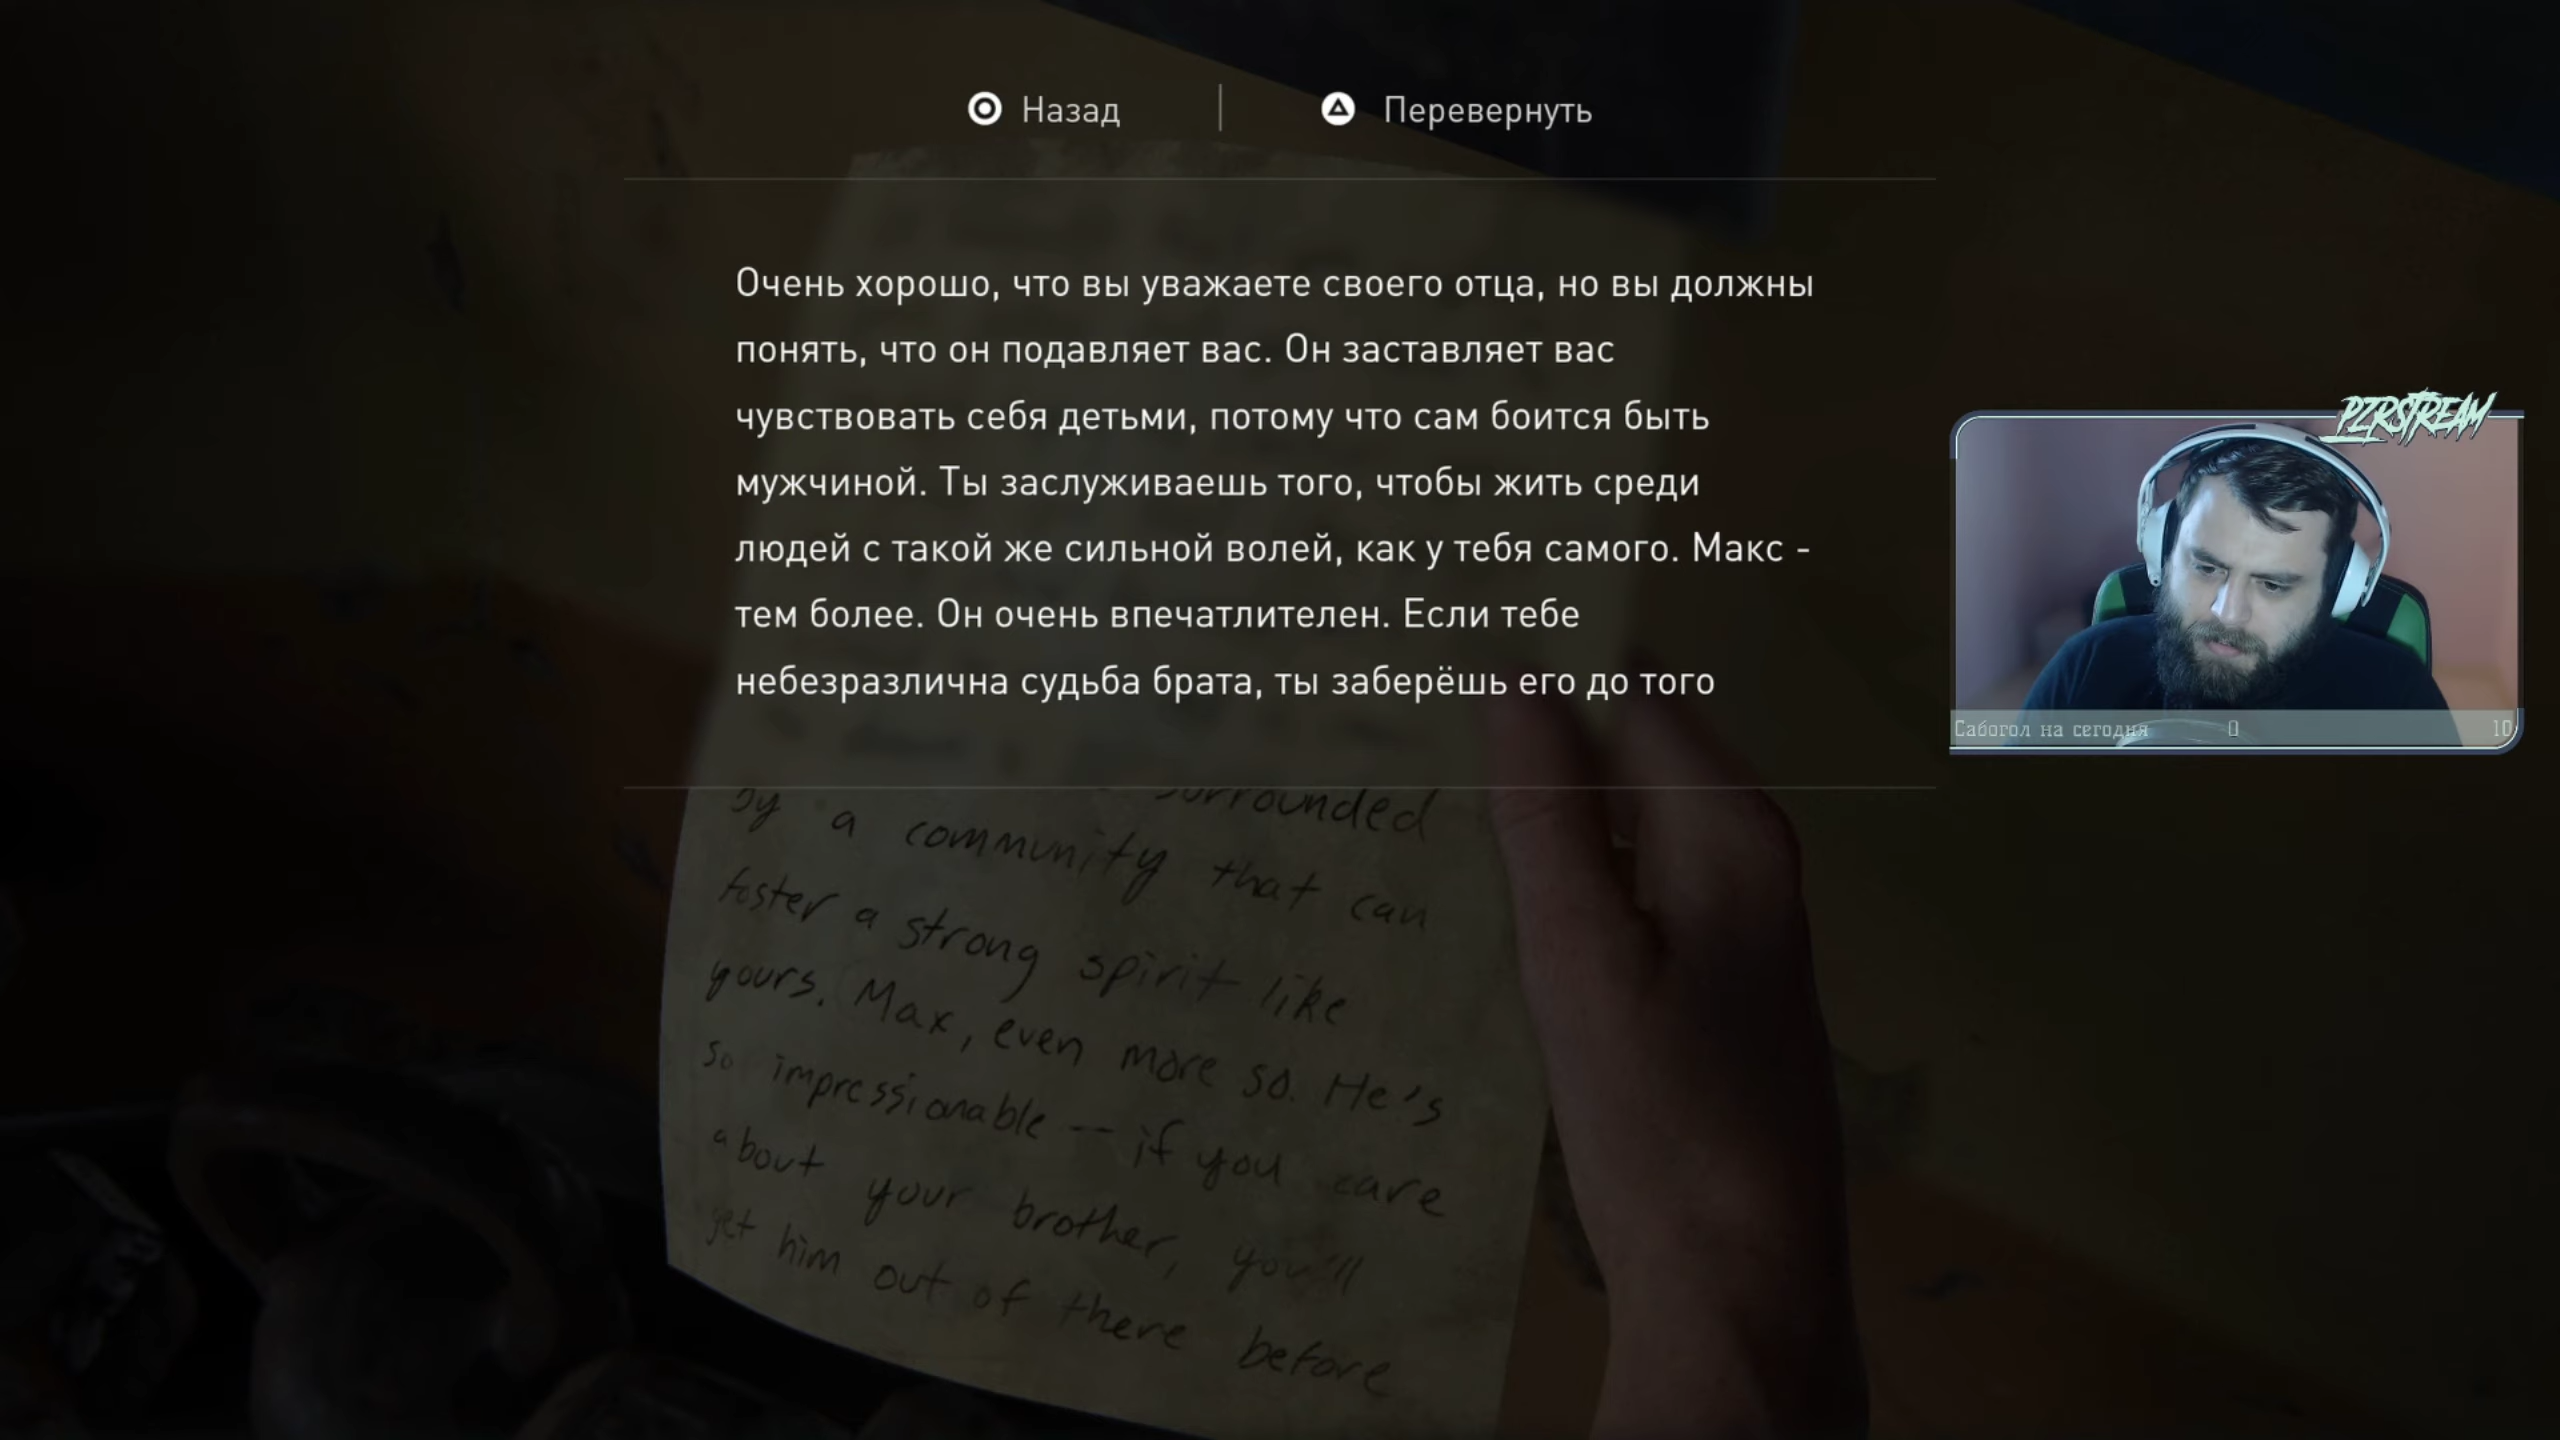 Назад
Перевернуть
Очень хорошо, что вы уважаете своего отца, но вы должны
понять, что он подавляет вас. Он заставляет вас
чувствовать себя детьми, потому что сам боится быть
мужчиной. Ты заслуживаешь того, чтобы жить среди
людей с такой же сильной волей, как у тебя самого. Макс -
тем более. Он очень впечатлителен. Если тебе
небезразлична судьба брата, ты заберёшь его до того
PZRSTREAM
Сабогол на сегодня 0 10
by a surrounded
community that can
foster a strong spirit like
yours. Max, even more so. He's
so impressionable — if you care
about your brother, you'll
get him out of there before